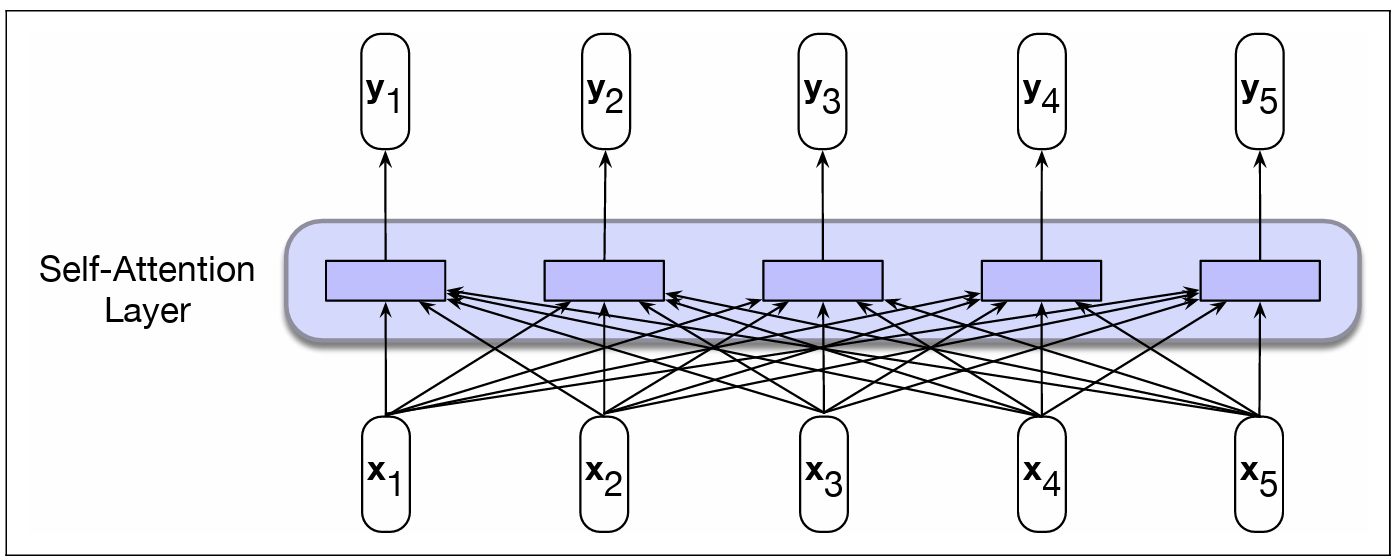 y1 y2 y3 y4 y5
Self-Attention
Layer
x1 x2 x3 x4 x5